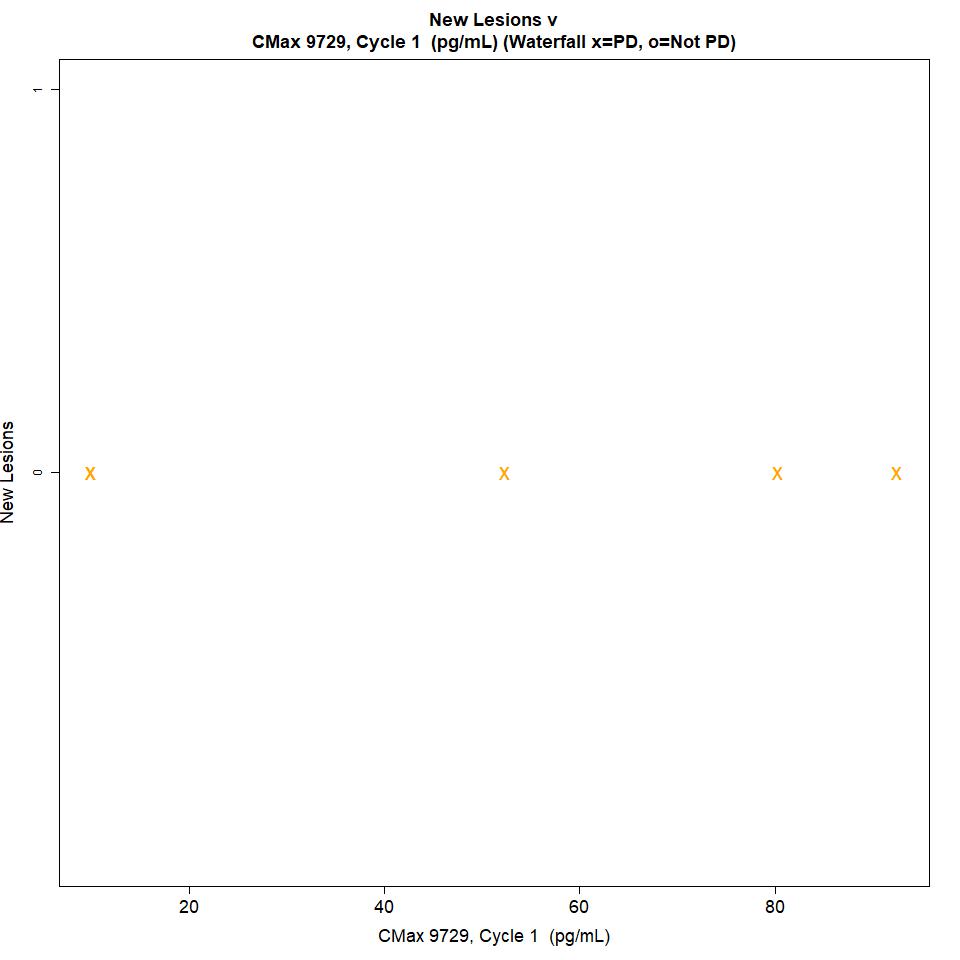 New Lesions v
CMax 9729, Cycle 1  (pg/mL) (Waterfall x=PD, o=Not PD)
1
New Lesions
0
X X X X
20 40 60 80
CMax 9729, Cycle 1  (pg/mL)